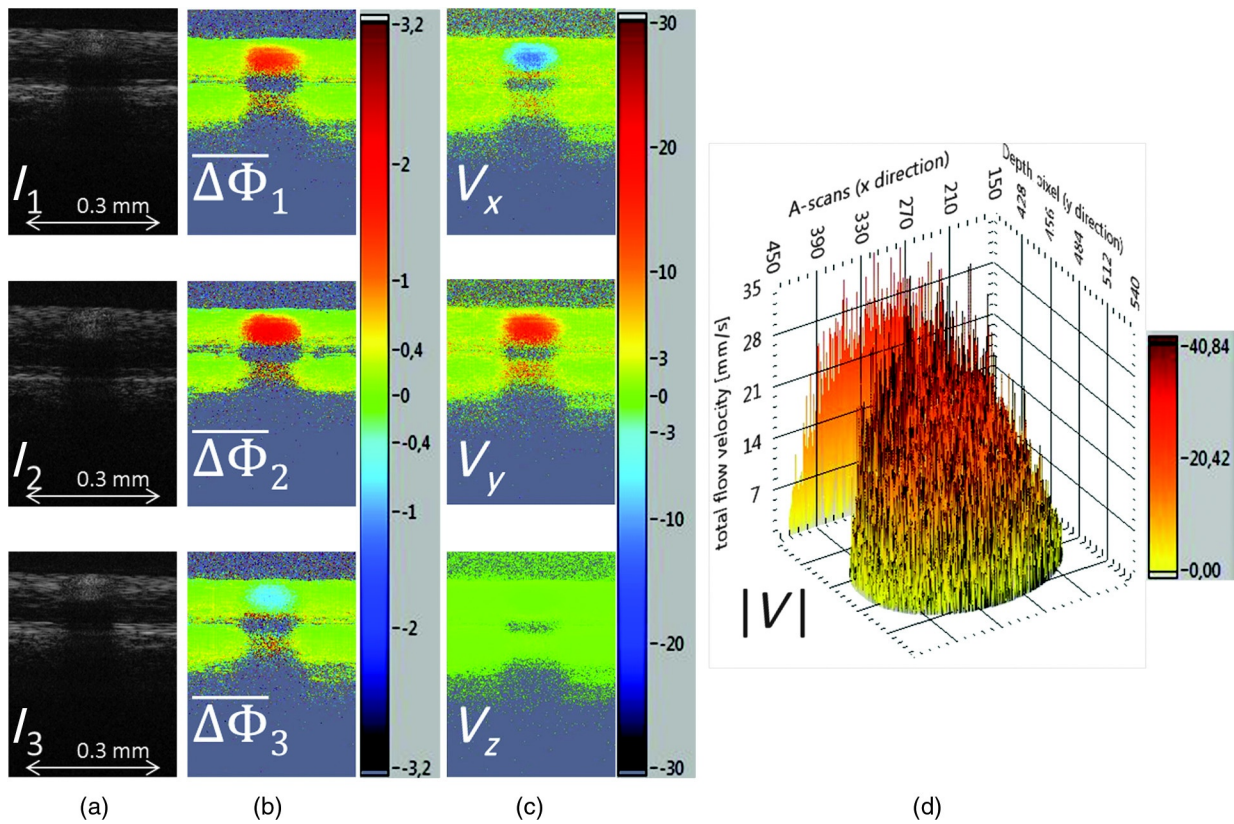 I1
0.3 mm
I2
0.3 mm
I3
0.3 mm
(a)
ΔΦ1
ΔΦ2
ΔΦ3
(b)
3,2
2
1
0,4
0
-0,4
-1
-2
-3,2
Vx
Vy
Vz
(c)
30
20
10
3
0
-3
-10
-20
-30
A-scans (x direction)
450
390
330
270
210
150
Depth pixel (y direction)
428
456
484
512
540
total flow velocity [mm/s]
35
28
21
14
7
|V|
40,84
20,42
0,00
(d)